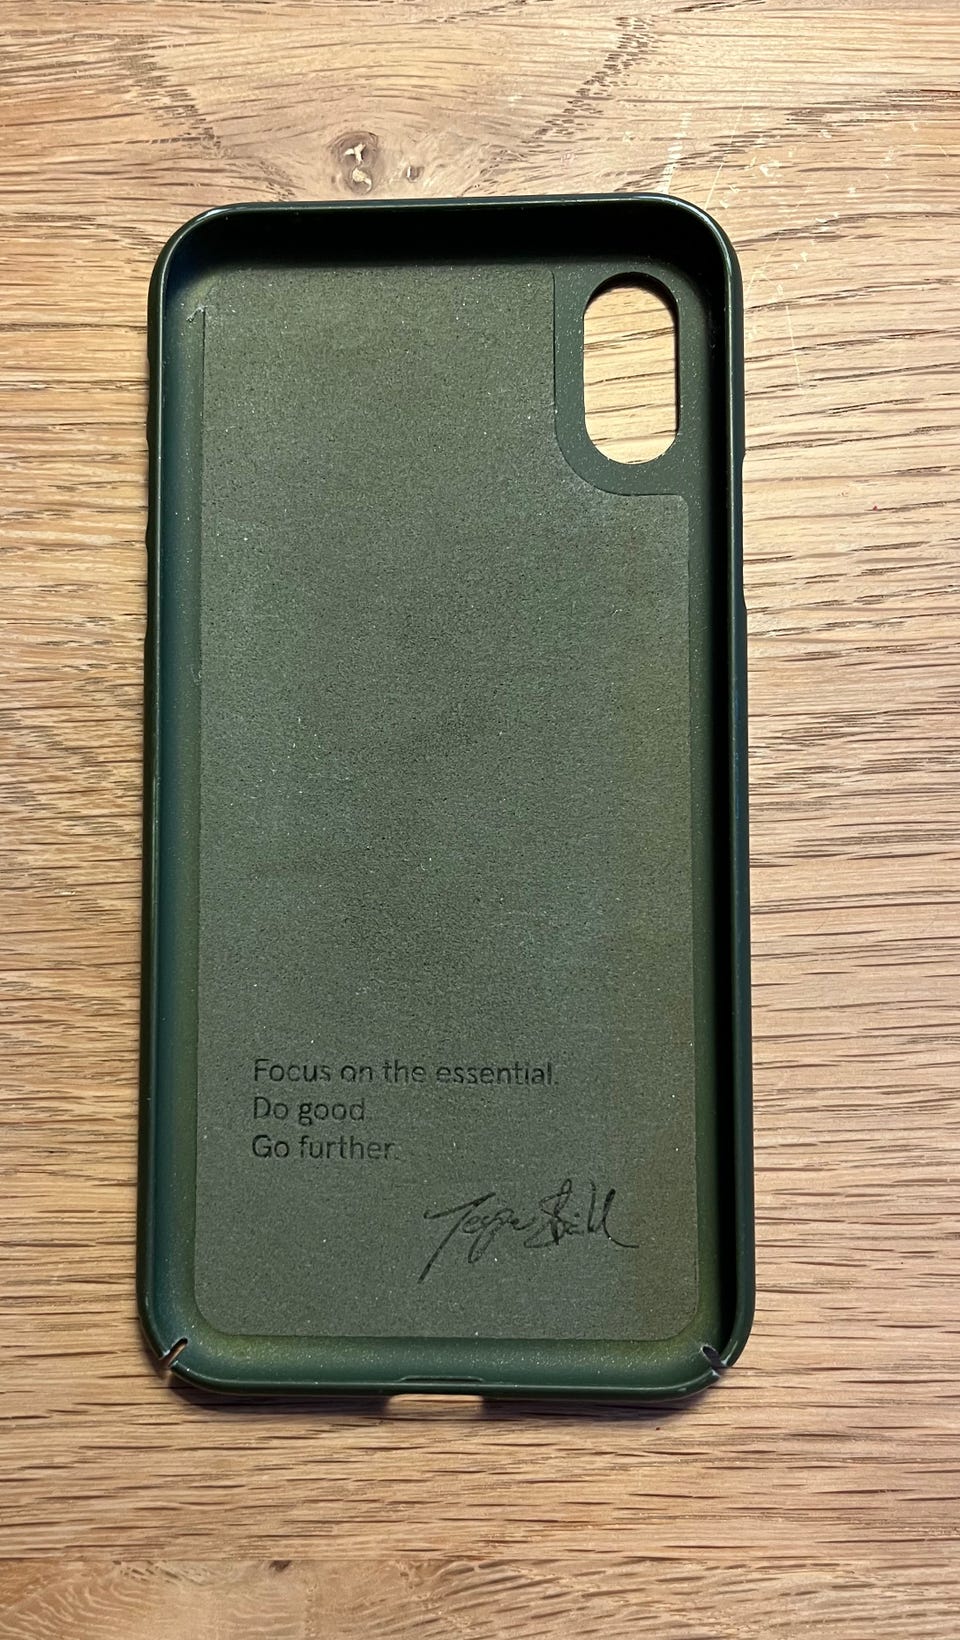 Focus on the essential.
Do good
Go further.